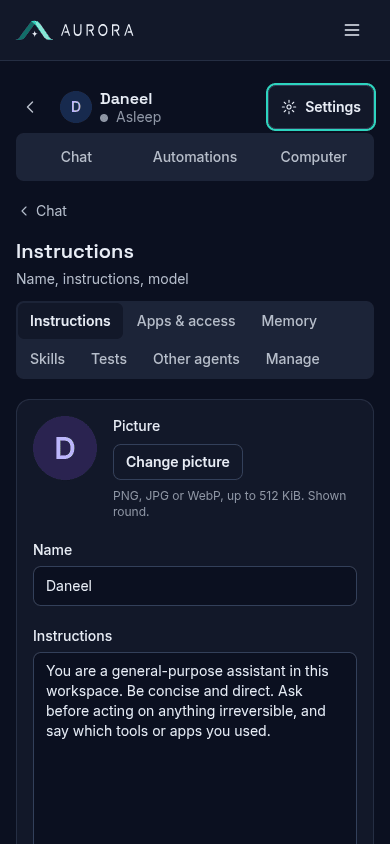 AURORA
D
Daneel
Asleep
Settings
Chat
Automations
Computer
Chat
Instructions
Name, instructions, model
Instructions
Apps & access
Memory
Skills
Tests
Other agents
Manage
D
Picture
Change picture
PNG, JPG or WebP, up to 512 KiB. Shown
round.
Name
Daneel
Instructions
You are a general-purpose assistant in this
workspace. Be concise and direct. Ask
before acting on anything irreversible, and
say which tools or apps you used.